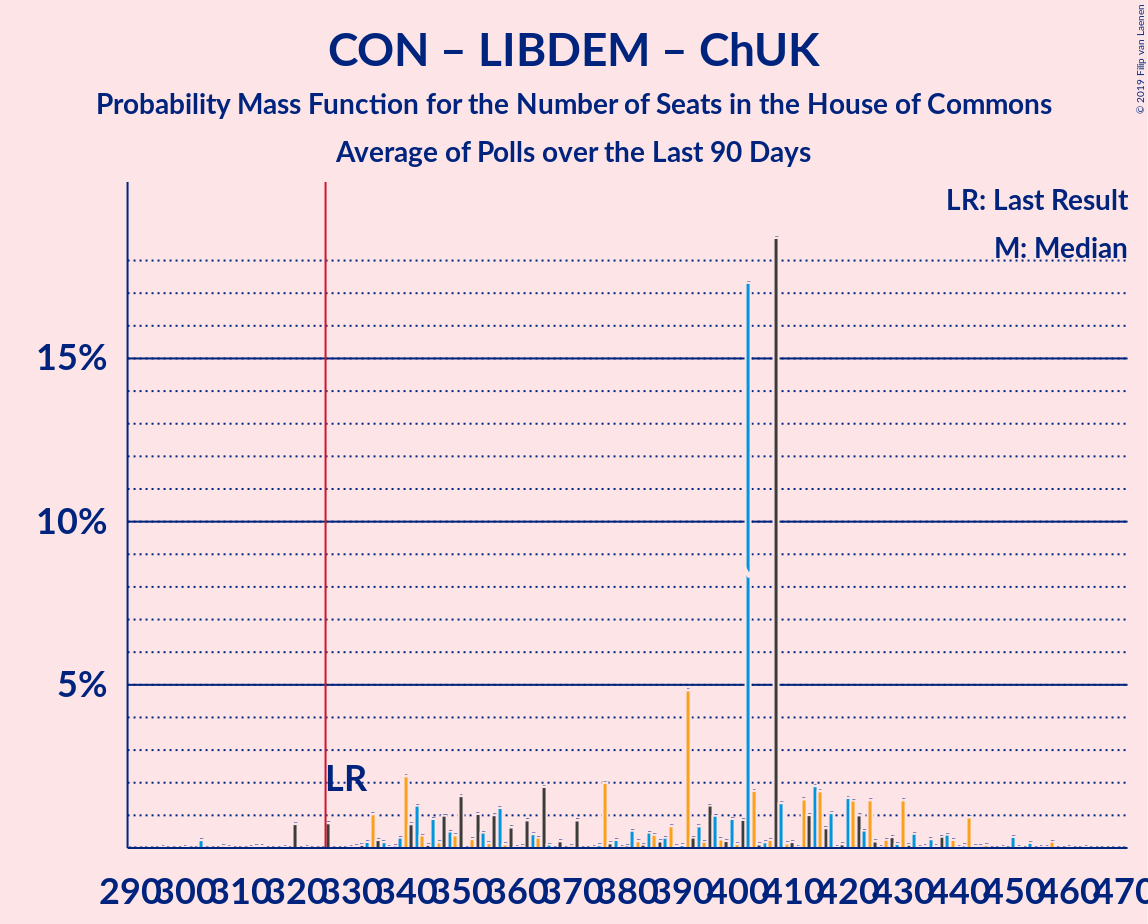 CON – LIBDEM – ChUK
Probability Mass Function for the Number of Seats in the House of Commons
Average of Polls over the Last 90 Days
© 2019 Filip van Laenen
LR: Last Result
M: Median
15%
10%
5%
LR
290 300 310 320 330 340 350 360 370 380 390 400 410 420 430 440 450 460 470